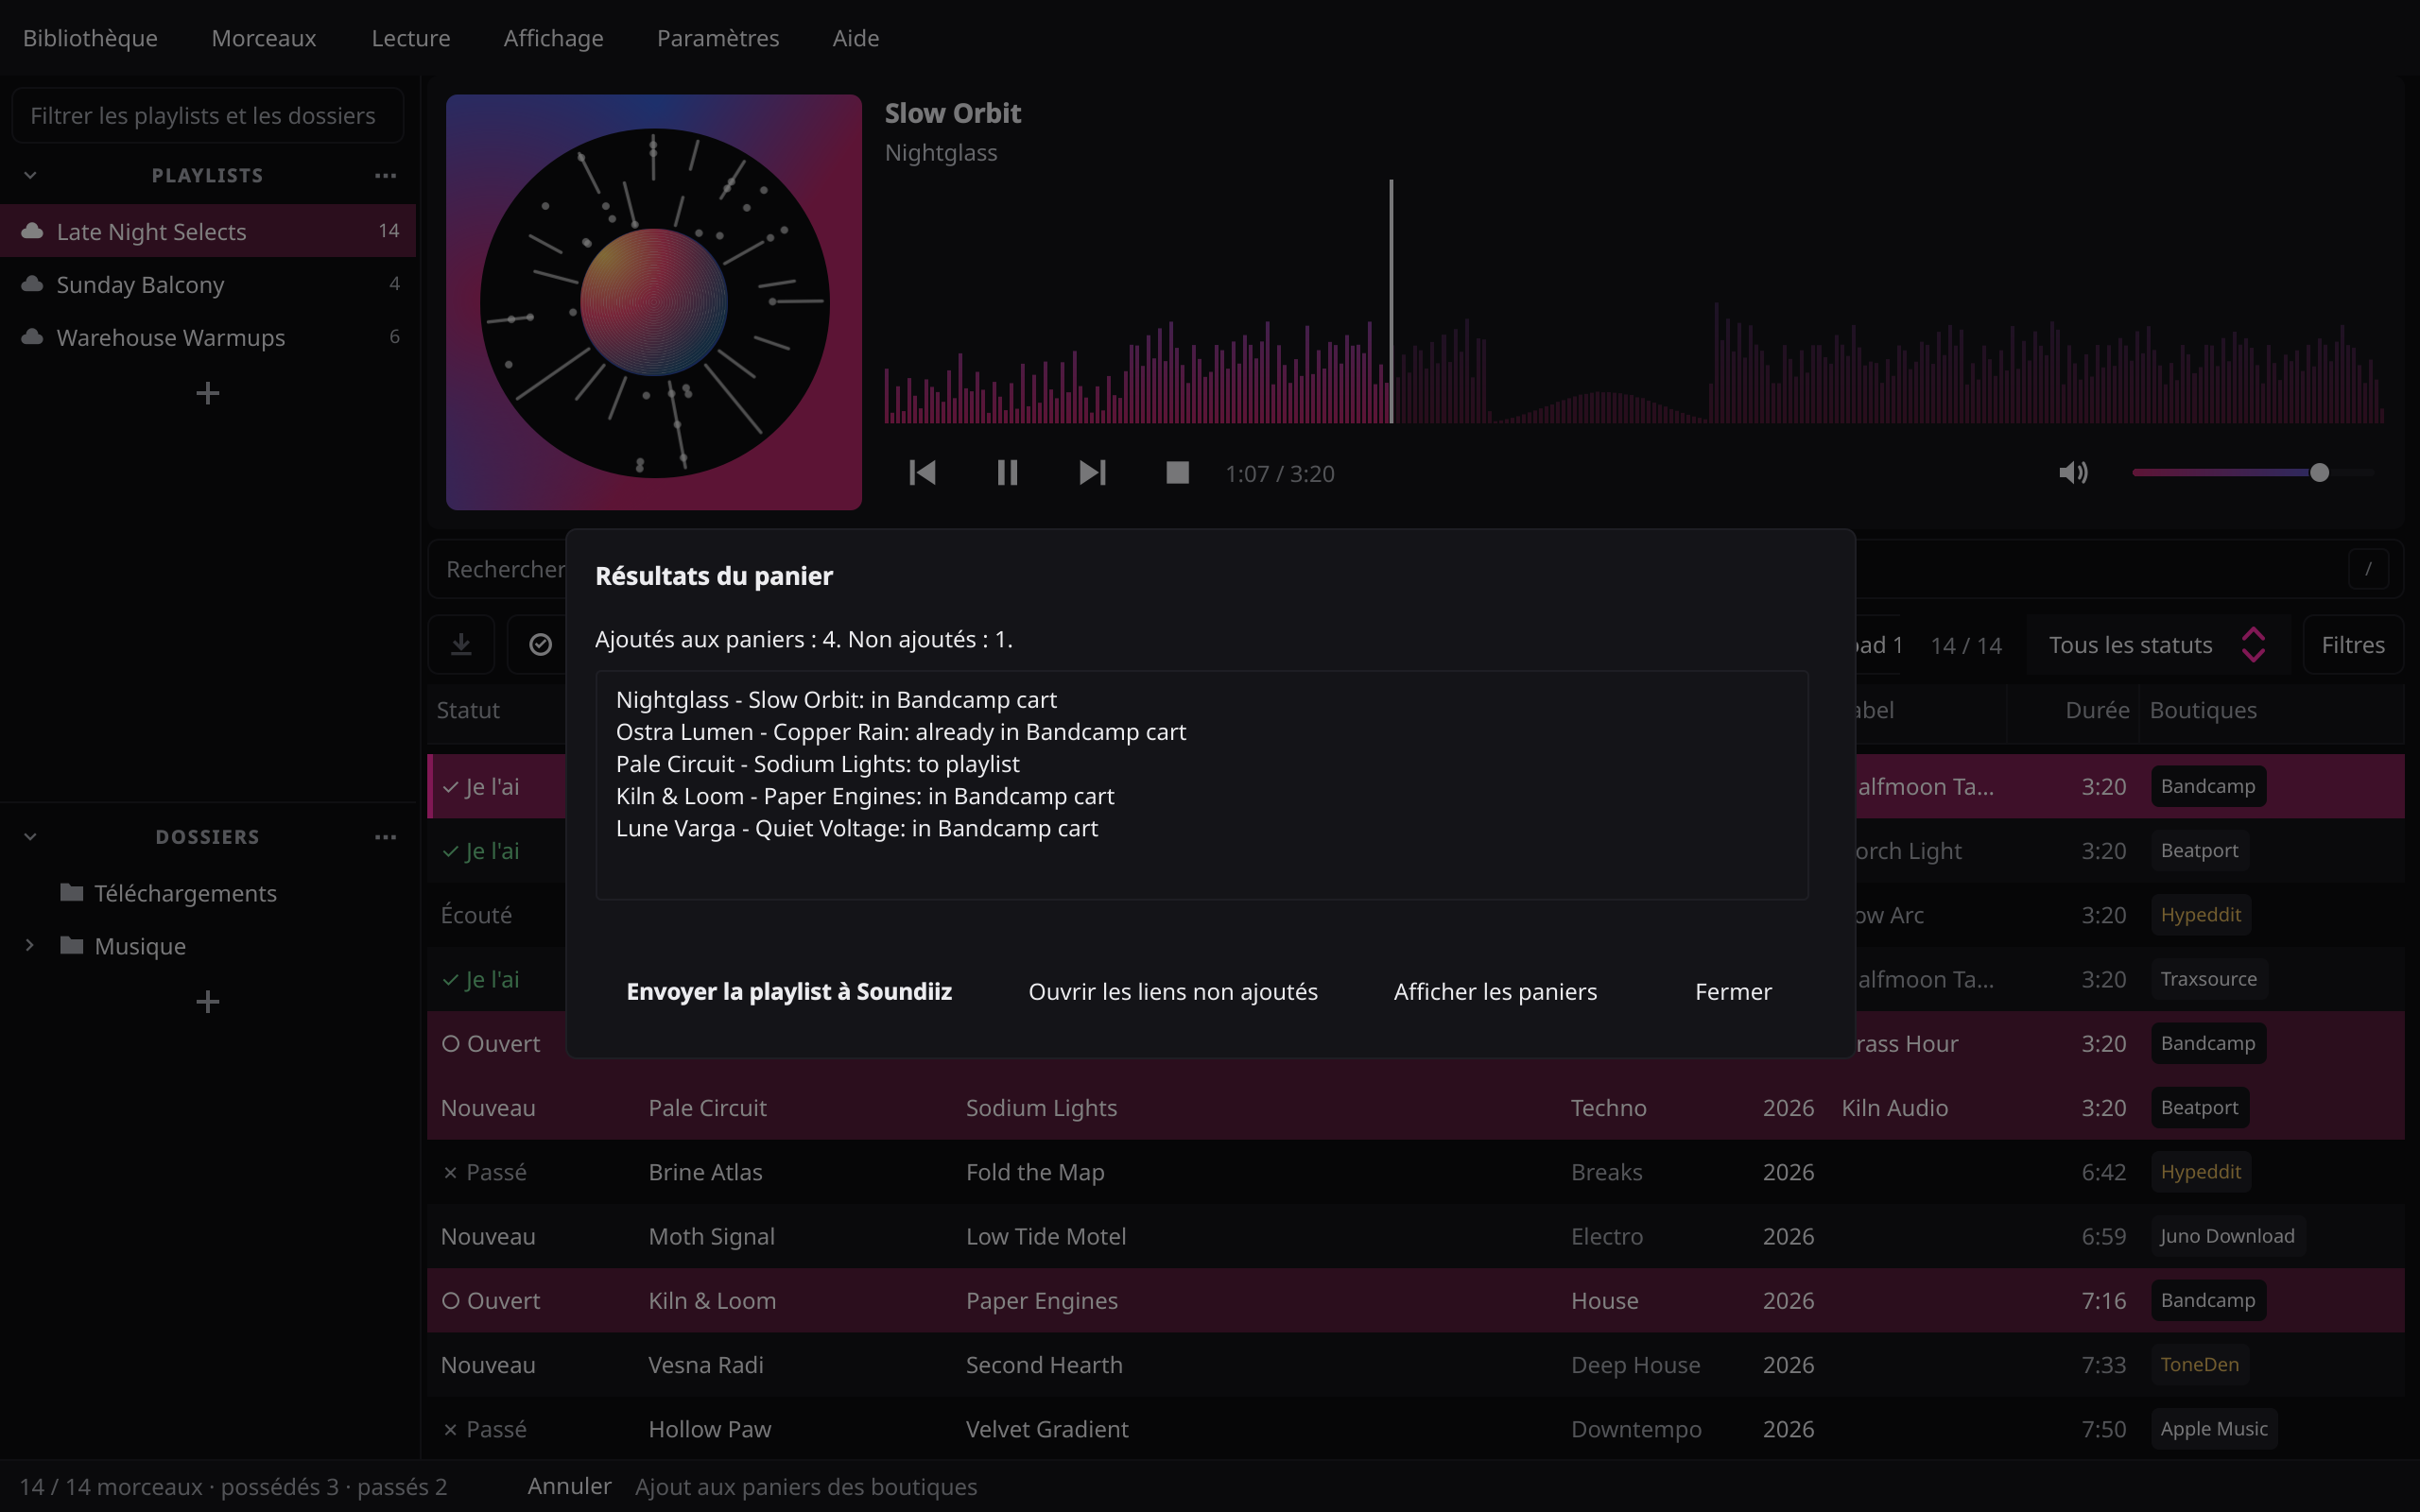 Bibliothèque Morceaux Lecture Affichage Paramètres Aide
Filtrer les playlists et les dossiers
PLAYLISTS
Late Night Selects 14
Sunday Balcony 4
Warehouse Warmups 6
Slow Orbit
Nightglass
1:07 / 3:20
Rechercher
/
14 / 14 Tous les statuts Filtres
Statut Durée Boutiques
Résultats du panier
Ajoutés aux paniers : 4. Non ajoutés : 1.
Nightglass - Slow Orbit: in Bandcamp cart
Ostra Lumen - Copper Rain: already in Bandcamp cart
Pale Circuit - Sodium Lights: to playlist
Kiln & Loom - Paper Engines: in Bandcamp cart
Lune Varga - Quiet Voltage: in Bandcamp cart
Envoyer la playlist à Soundiiz Ouvrir les liens non ajoutés Afficher les paniers Fermer
Je l'ai alfmoon Ta... 3:20 Bandcamp
Je l'ai orch Light 3:20 Beatport
Écouté ow Arc 3:20 Hypeddit
Je l'ai alfmoon Ta... 3:20 Traxsource
Ouvert rass Hour 3:20 Bandcamp
Nouveau Pale Circuit Sodium Lights Techno 2026 Kiln Audio 3:20 Beatport
Passé Brine Atlas Fold the Map Breaks 2026 6:42 Hypeddit
Nouveau Moth Signal Low Tide Motel Electro 2026 6:59 Juno Download
Ouvert Kiln & Loom Paper Engines House 2026 7:16 Bandcamp
Nouveau Vesna Radi Second Hearth Deep House 2026 7:33 ToneDen
Passé Hollow Paw Velvet Gradient Downtempo 2026 7:50 Apple Music
DOSSIERS
Téléchargements
Musique
14 / 14 morceaux · possédés 3 · passés 2 Annuler Ajout aux paniers des boutiques